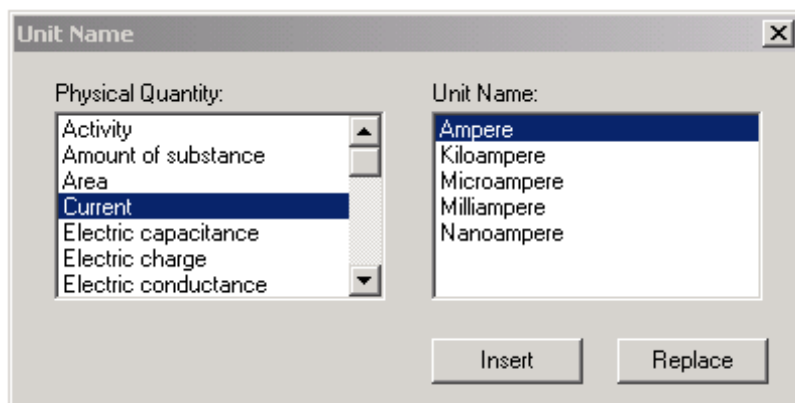 Unit Name
Physical Quantity:
Activity
Amount of substance
Area
Current
Electric capacitance
Electric charge
Electric conductance
Unit Name:
Ampere
Kiloampere
Microampere
Milliampere
Nanoampere
Insert
Replace